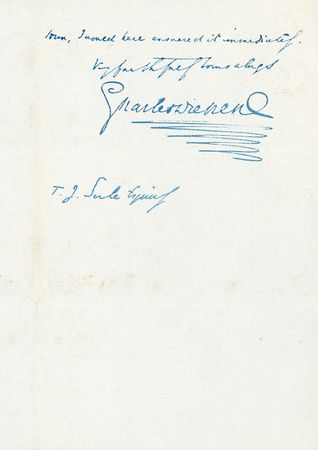 town, I would have answered it immediately.
Very faithfully Yours always
Charles Dickens
T. J. Serle Esquire